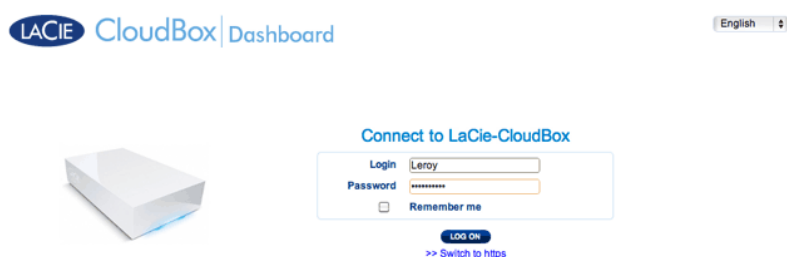 LACIE CloudBox Dashboard
English
Connect to LaCie-CloudBox
Login Leroy
Password ••••••••••
Remember me
LOG ON
>> Switch to https